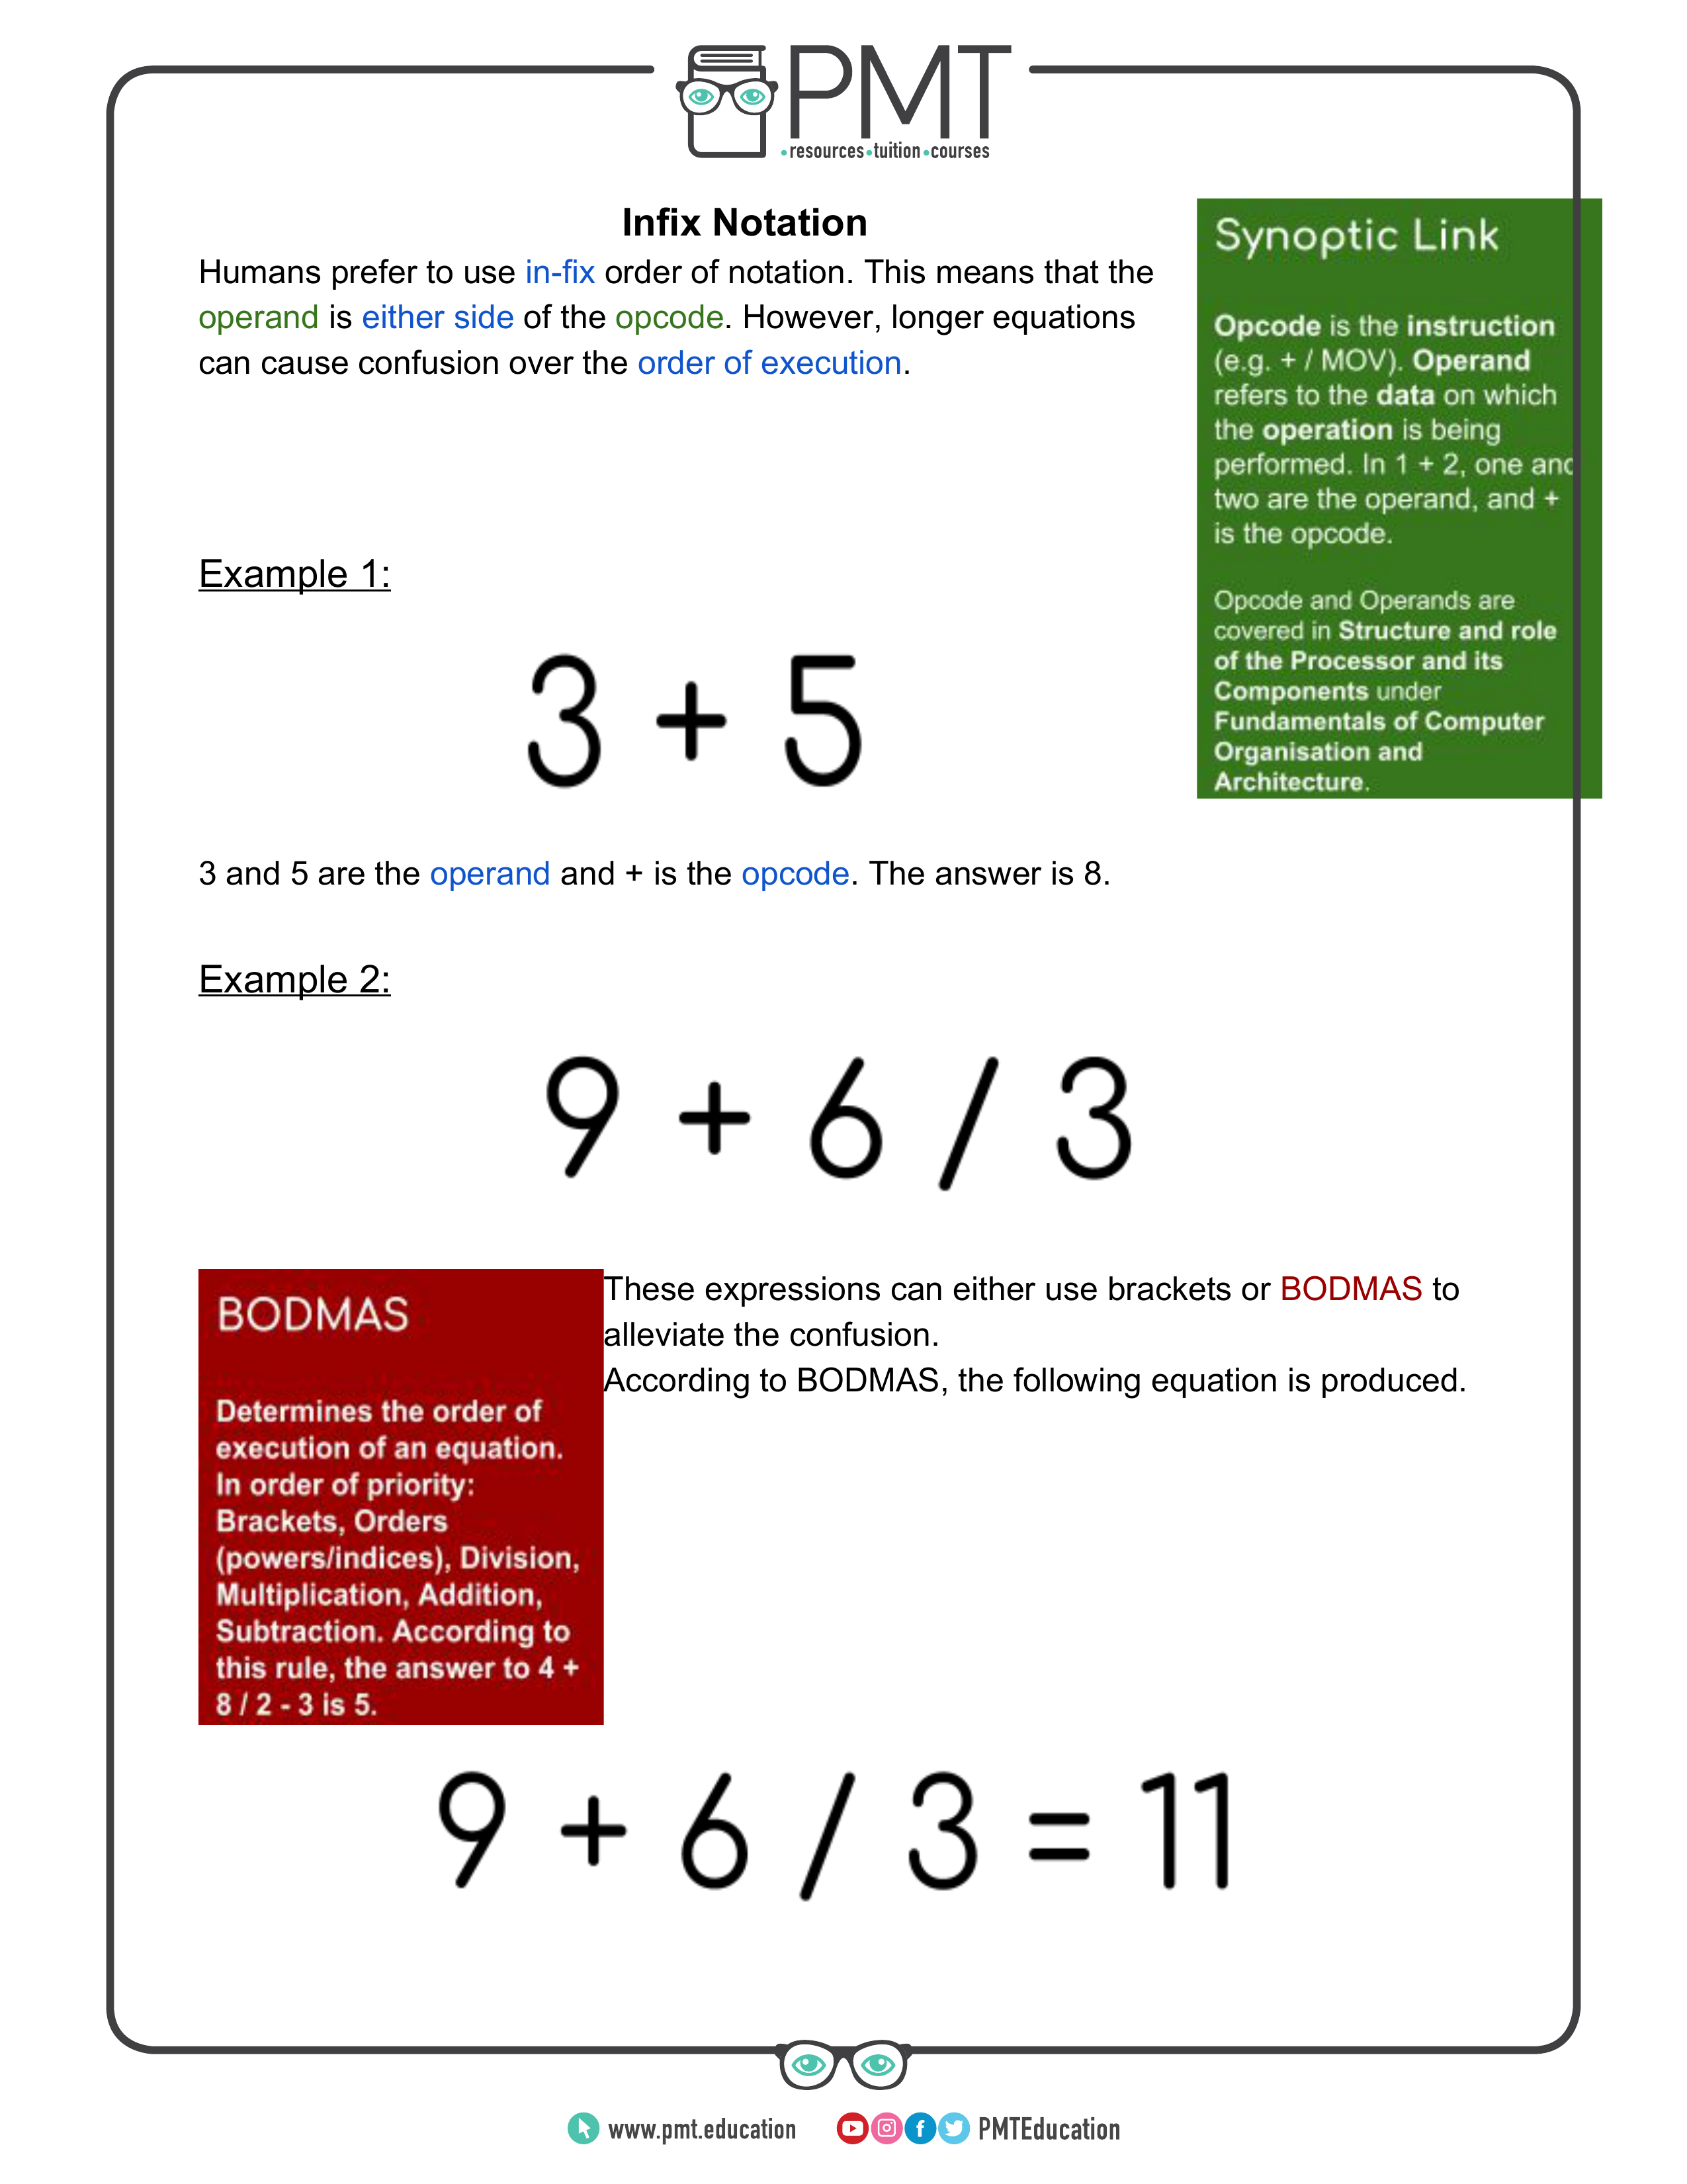 PMT
•resources•tuition•courses
Infix Notation
Humans prefer to use in-fix order of notation. This means that the
operand is either side of the opcode. However, longer equations
can cause confusion over the order of execution.
Synoptic Link
Opcode is the instruction
(e.g. + / MOV). Operand
refers to the data on which
the operation is being
performed. In 1 + 2, one and
two are the operand, and +
is the opcode.
Opcode and Operands are
covered in Structure and role
of the Processor and its
Components under
Fundamentals of Computer
Organisation and
Architecture.
Example 1:
3 + 5
3 and 5 are the operand and + is the opcode. The answer is 8.
Example 2:
9 + 6 / 3
These expressions can either use brackets or BODMAS to
alleviate the confusion.
According to BODMAS, the following equation is produced.
BODMAS
Determines the order of
execution of an equation.
In order of priority:
Brackets, Orders
(powers/indices), Division,
Multiplication, Addition,
Subtraction. According to
this rule, the answer to 4 +
8 / 2 - 3 is 5.
9 + 6 / 3 = 11
www.pmt.education
PMTEducation